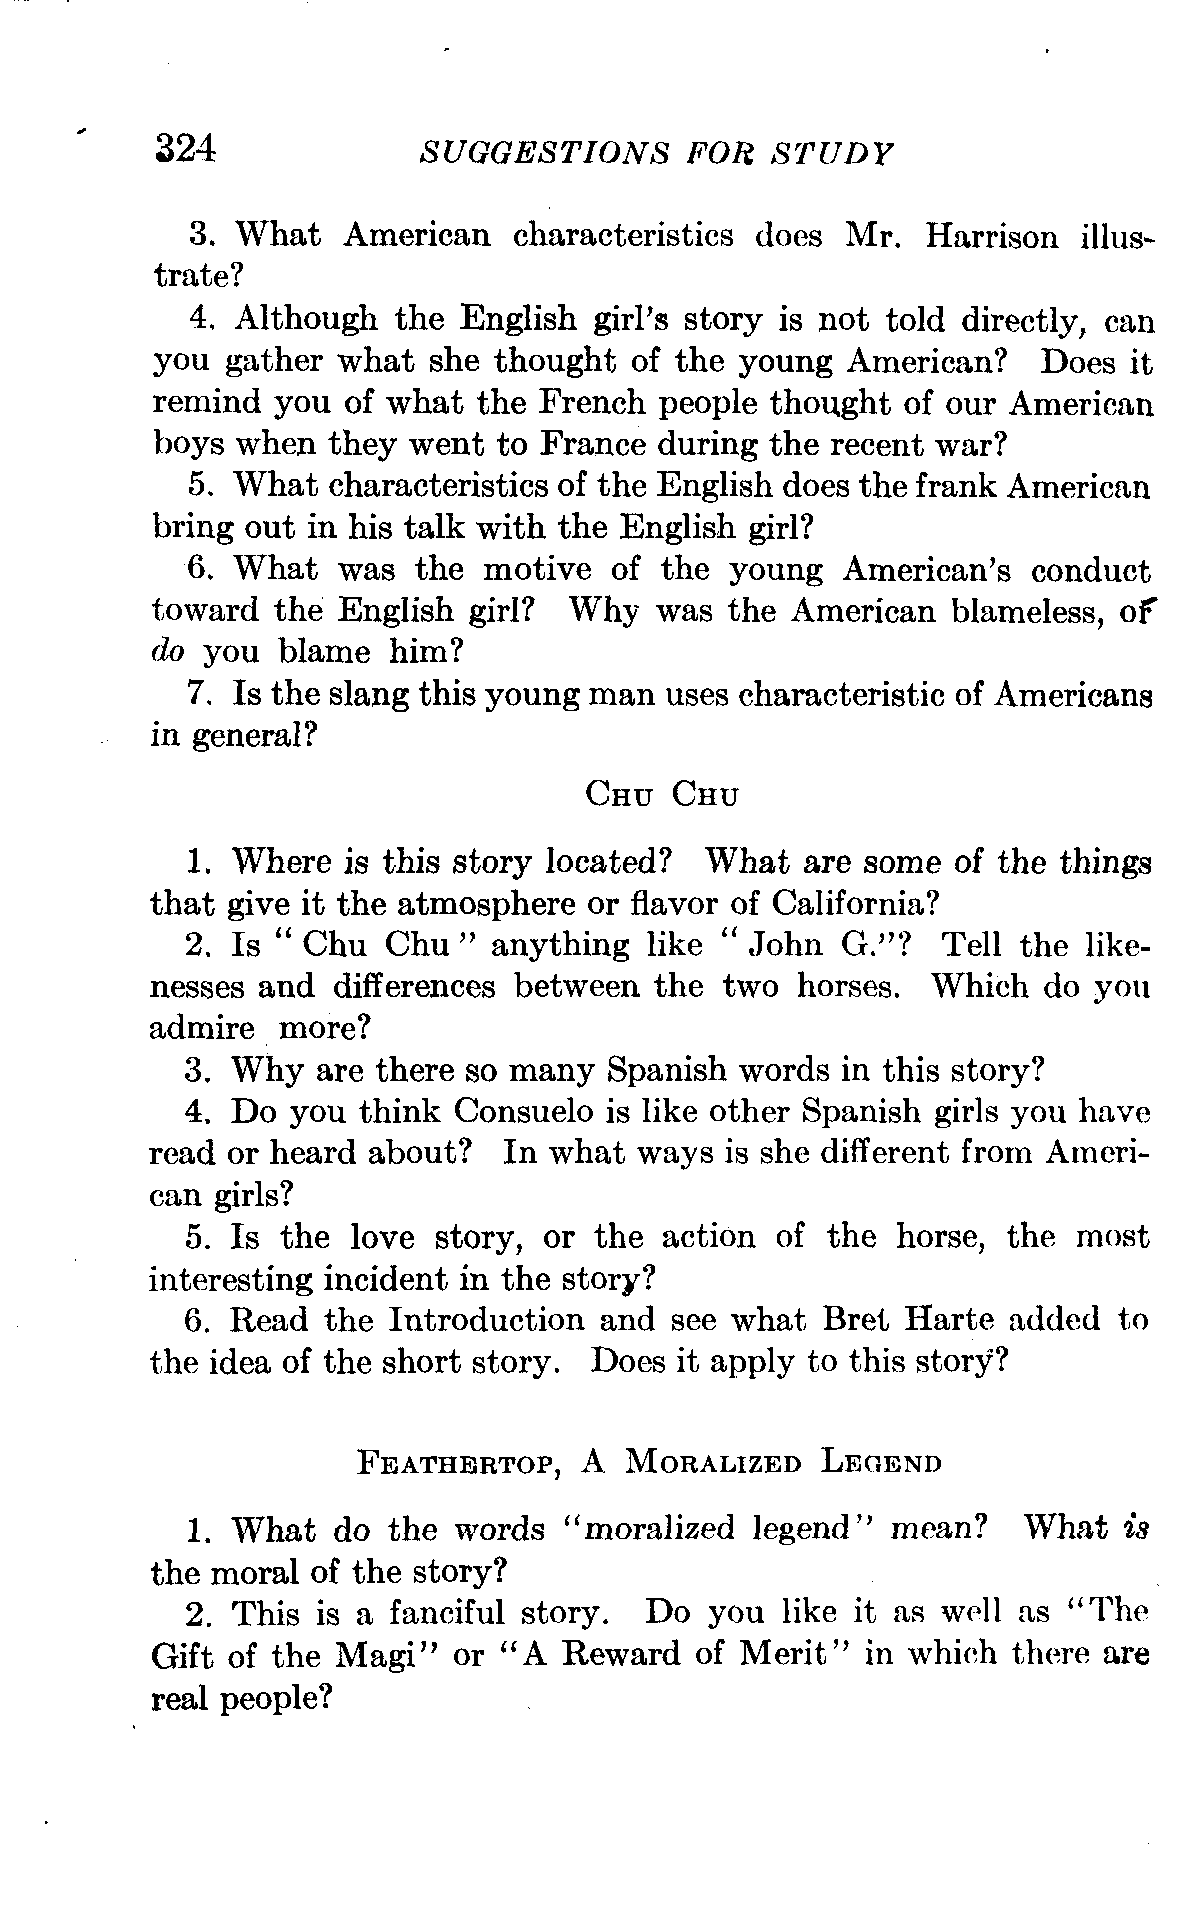 324 SUGGESTIONS FOR STUDY
3. What American characteristics does Mr. Harrison illus-
trate?
4. Although the English girl's story is not told directly, can
you gather what she thought of the young American? Does it
remind you of what the French people thought of our American
boys when they went to France during the recent war?
5. What characteristics of the English does the frank American
bring out in his talk with the English girl?
6. What was the motive of the young American's conduct
toward the English girl? Why was the American blameless, or
do you blame him?
7. Is the slang this young man uses characteristic of Americans
in general?
CHU CHU
1. Where is this story located? What are some of the things
that give it the atmosphere or flavor of California?
2. Is "Chu Chu" anything like "John G."? Tell the like-
nesses and differences between the two horses. Which do you
admire more?
3. Why are there so many Spanish words in this story?
4. Do you think Consuelo is like other Spanish girls you have
read or heard about? In what ways is she different from Ameri-
can girls?
5. Is the love story, or the action of the horse, the most
interesting incident in the story?
6. Read the Introduction and see what Bret Harte added to
the idea of the short story. Does it apply to this story?
FEATHERTOP, A MORALIZED LEGEND
1. What do the words "moralized legend" mean? What is
the moral of the story?
2. This is a fanciful story. Do you like it as well as "The
Gift of the Magi" or "A Reward of Merit" in which there are
real people?